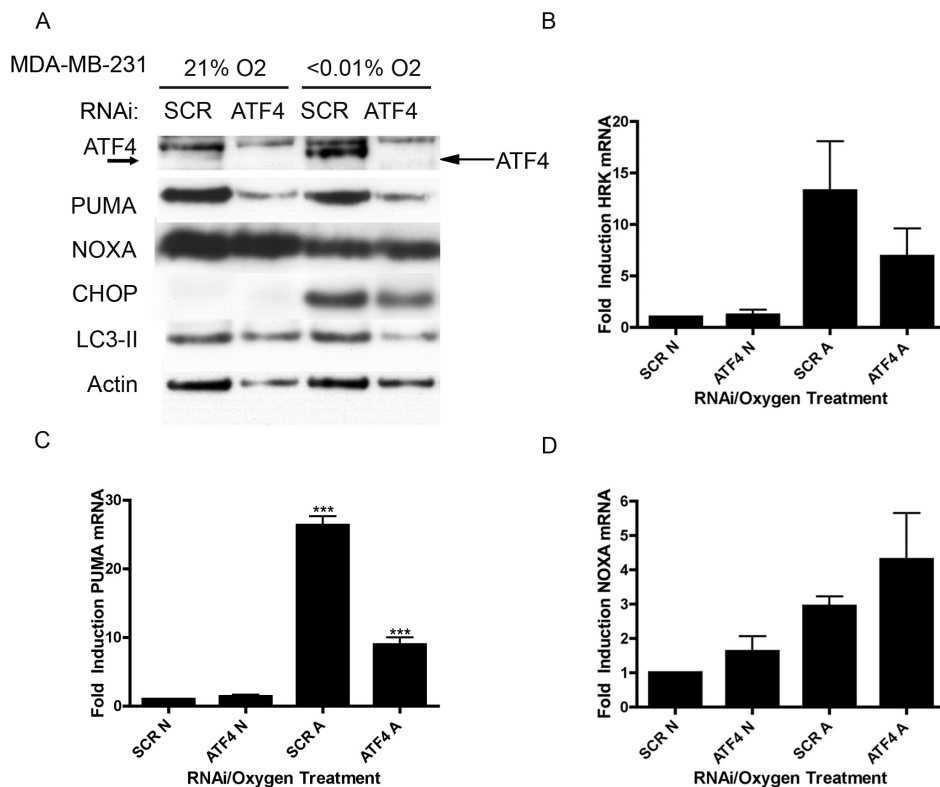 A
MDA-MB-231
21% O2 <0.01% O2
RNAi: SCR ATF4 SCR ATF4
ATF4
ATF4
PUMA
NOXA
CHOP
LC3-II
Actin
B
Fold Induction HRK mRNA
20
15
10
5
0
SCR N
ATF4 N
SCR A
ATF4 A
RNAi/Oxygen Treatment
C
Fold Induction PUMA mRNA
30
20
10
0
***
***
SCR N
ATF4 N
SCR A
ATF4 A
RNAi/Oxygen Treatment
D
Fold Induction NOXA mRNA
6
5
4
3
2
1
0
SCR N
ATF4 N
SCR A
ATF4 A
RNAi/Oxygen Treatment